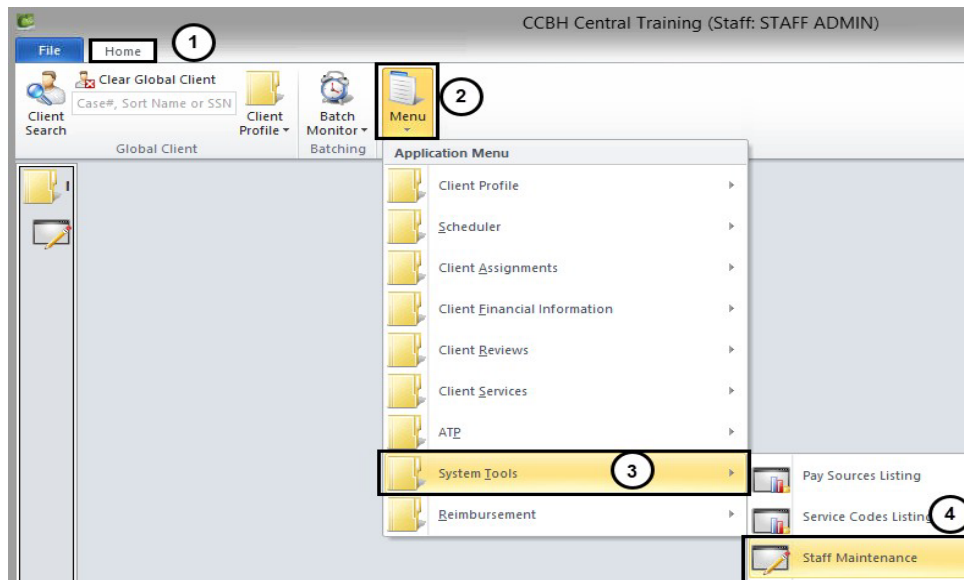 CCBH Central Training (Staff: STAFF ADMIN)
File
Home
1
Clear Global Client
Case#, Sort Name or SSN
Client
Search
Client
Profile
Global Client
Batch
Monitor
Batching
Menu
2
Application Menu
Client Profile
Scheduler
Client Assignments
Client Financial Information
Client Reviews
Client Services
ATP
System Tools
3
Reimbursement
Pay Sources Listing
Service Codes Listing
4
Staff Maintenance